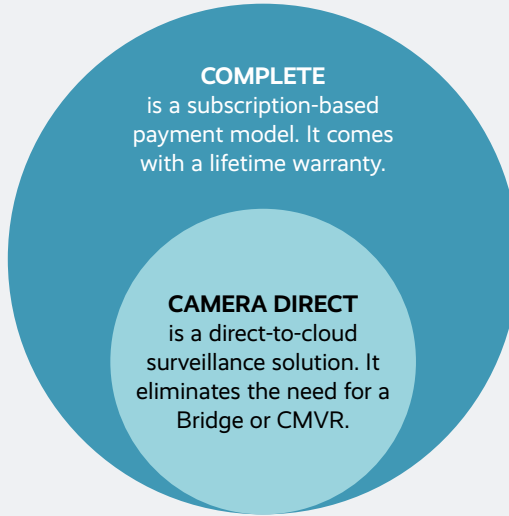 COMPLETE
is a subscription-based
payment model. It comes
with a lifetime warranty.
CAMERA DIRECT
is a direct-to-cloud
surveillance solution. It
eliminates the need for a
Bridge or CMVR.